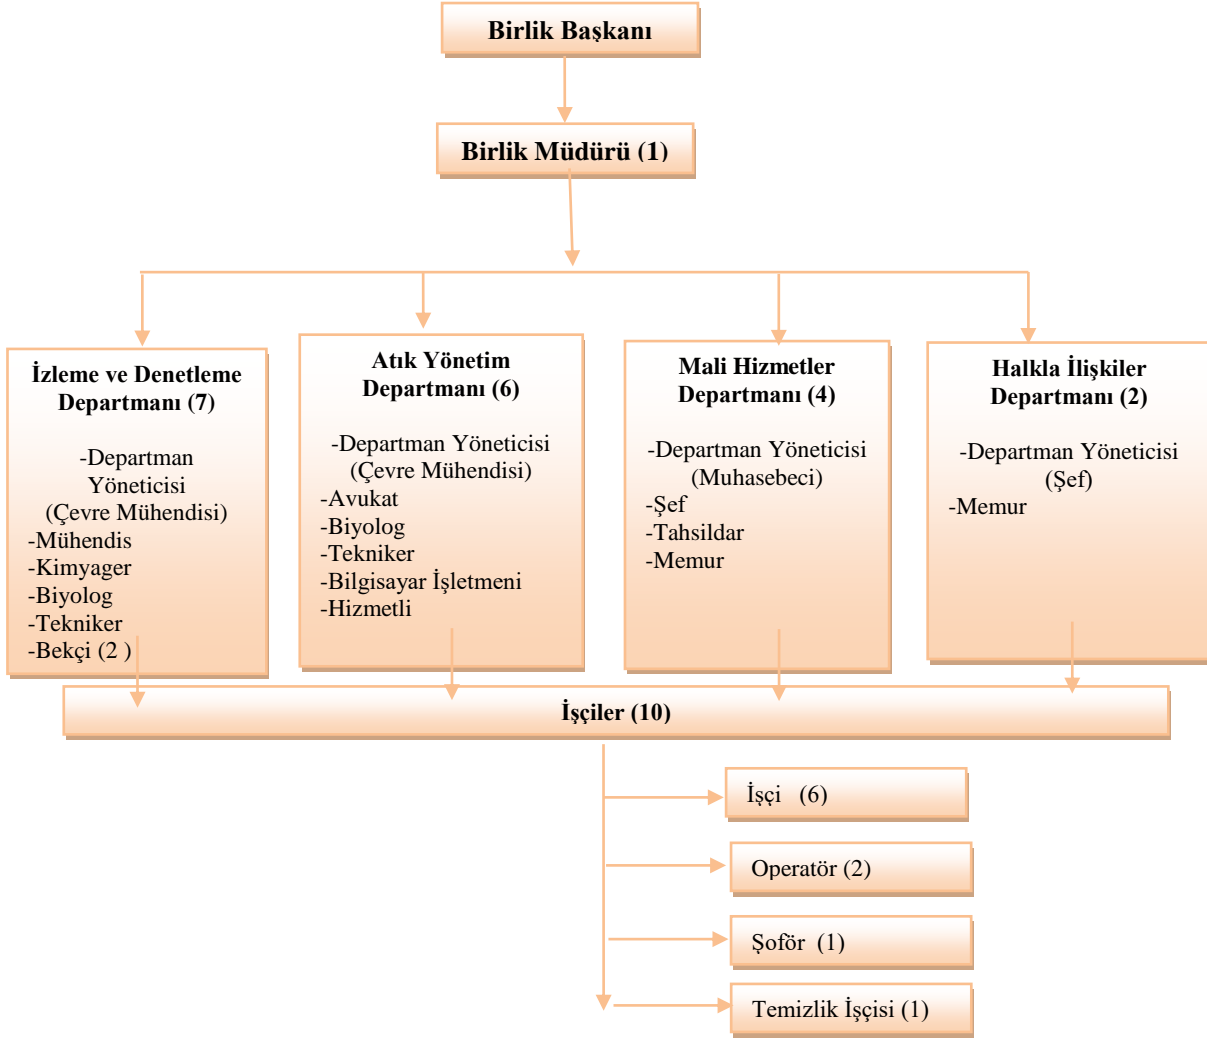 Birlik Başkanı
Birlik Müdürü (1)
İzleme ve Denetleme
Departmanı (7)
-Departman
Yöneticisi
(Çevre Mühendisi)
-Mühendis
-Kimyager
-Biyolog
-Tekniker
-Bekçi (2 )
Atık Yönetim
Departmanı (6)
-Departman Yöneticisi
(Çevre Mühendisi)
-Avukat
-Biyolog
-Tekniker
-Bilgisayar İşletmeni
-Hizmetli
Mali Hizmetler
Departmanı (4)
-Departman Yöneticisi
(Muhasebeci)
-Şef
-Tahsildar
-Memur
Halkla İlişkiler
Departmanı (2)
-Departman Yöneticisi
(Şef)
-Memur
İşçiler (10)
İşçi (6)
Operatör (2)
Şoför (1)
Temizlik İşçisi (1)